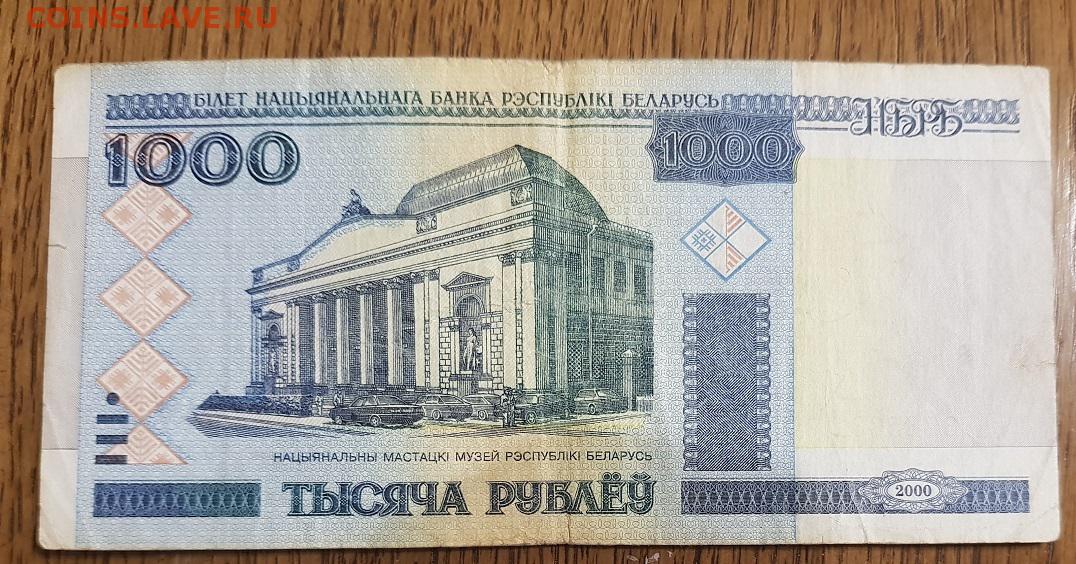 COINS.LAVE.RU
БІЛЕТ НАЦЫЯНАЛЬНАГА БАНКА РЭСПУБЛІКІ БЕЛАРУСЬ
НБРБ
1000
1000
НАЦЫЯНАЛЬНЫ МАСТАЦКІ МУЗЕЙ РЭСПУБЛІКІ БЕЛАРУСЬ
ТЫСЯЧА РУБЛЁЎ
2000